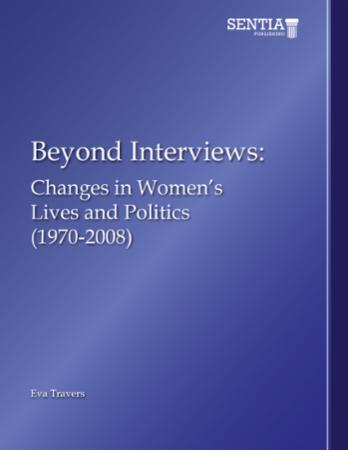 SENTIA
PUBLISHING
Beyond Interviews:
Changes in Women's
Lives and Politics
(1970-2008)
Eva Travers